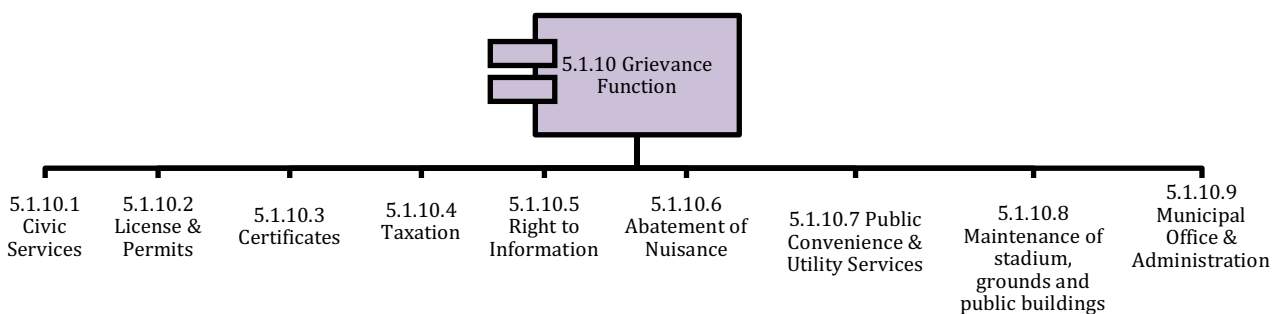 5.1.10 Grievance
Function
5.1.10.1
Civic
Services
5.1.10.2
License &
Permits
5.1.10.3
Certificates
5.1.10.4
Taxation
5.1.10.5
Right to
Information
5.1.10.6
Abatement of
Nuisance
5.1.10.7 Public
Convenience &
Utility Services
5.1.10.8
Maintenance of
stadium,
grounds and
public buildings
5.1.10.9
Municipal
Office &
Administration